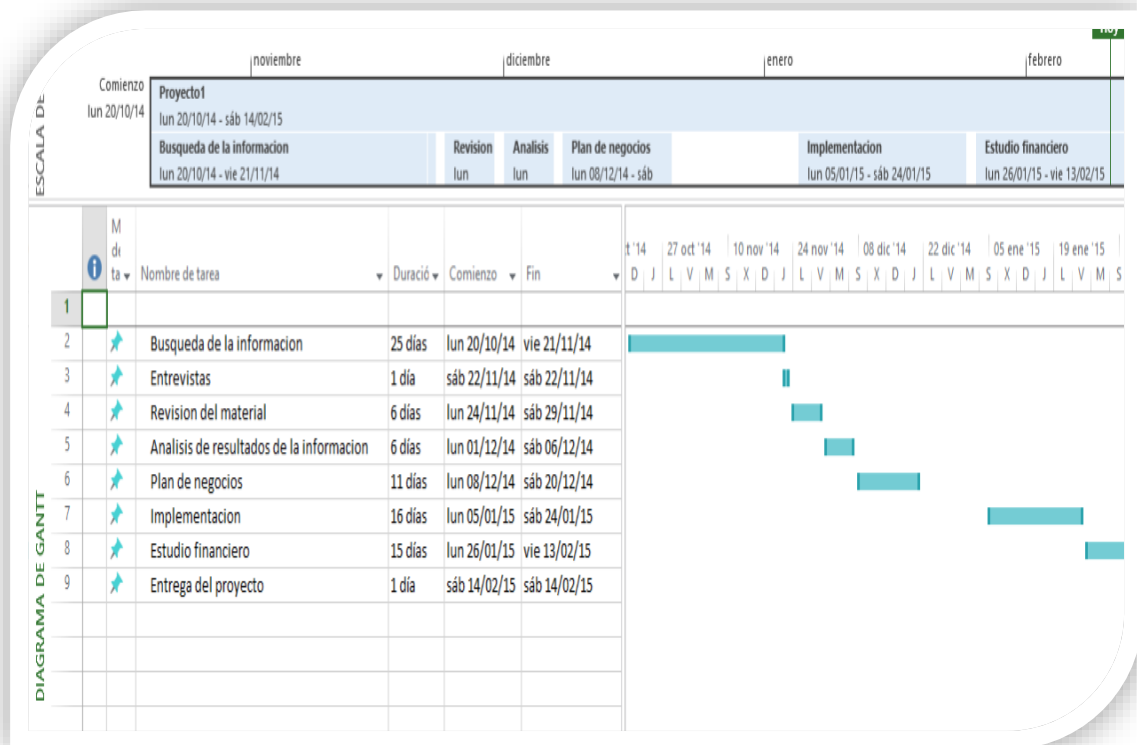 hoy
noviembre diciembre enero febrero
Comienzo
lun 20/10/14
Proyecto1
lun 20/10/14 - sáb 14/02/15
Busqueda de la informacion Revision Analisis Plan de negocios Implementacion Estudio financiero
lun 20/10/14 - vie 21/11/14 lun lun lun 08/12/14 - sáb lun 05/01/15 - sáb 24/01/15 lun 26/01/15 - vie 13/02/15
ESCALA DE
M
de
ta Nombre de tarea Duració Comienzo Fin
t '14 27 oct '14 10 nov '14 24 nov '14 08 dic '14 22 dic '14 05 ene '15 19 ene '15
D J L V M S X D J L V M S X D J L V M S X D J L V M S
1
2 Busqueda de la informacion 25 días lun 20/10/14 vie 21/11/14
3 Entrevistas 1 día sáb 22/11/14 sáb 22/11/14
4 Revision del material 6 días lun 24/11/14 sáb 29/11/14
5 Analisis de resultados de la informacion 6 días lun 01/12/14 sáb 06/12/14
6 Plan de negocios 11 días lun 08/12/14 sáb 20/12/14
7 Implementacion 16 días lun 05/01/15 sáb 24/01/15
8 Estudio financiero 15 días lun 26/01/15 vie 13/02/15
9 Entrega del proyecto 1 día sáb 14/02/15 sáb 14/02/15
DIAGRAMA DE GANTT